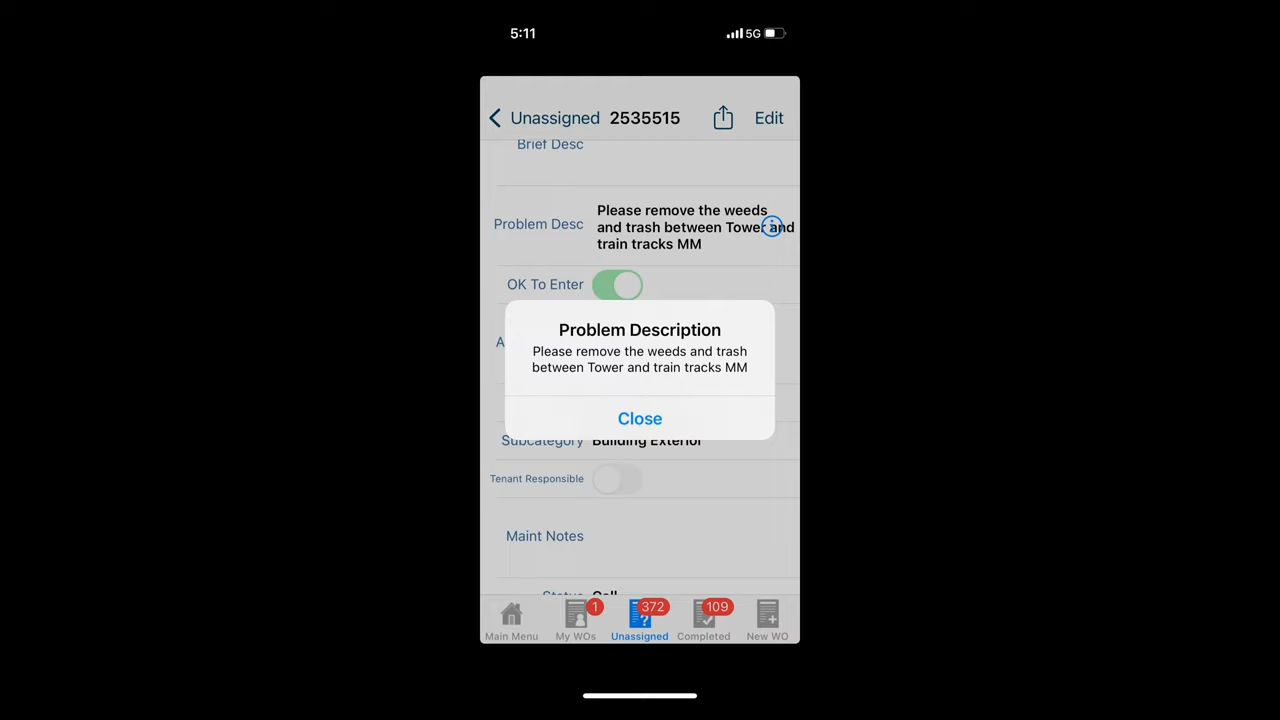 5:11
5G
Unassigned 2535515 Edit
Brief Desc
Problem Desc
Please remove the weeds
and trash between Tower and
train tracks MM
OK To Enter
A
Problem Description
Please remove the weeds and trash
between Tower and train tracks MM
Close
Subcategory Building Exterior
Tenant Responsible
Maint Notes
Status Call
1 372 109
Main Menu My WOs Unassigned Completed New WO